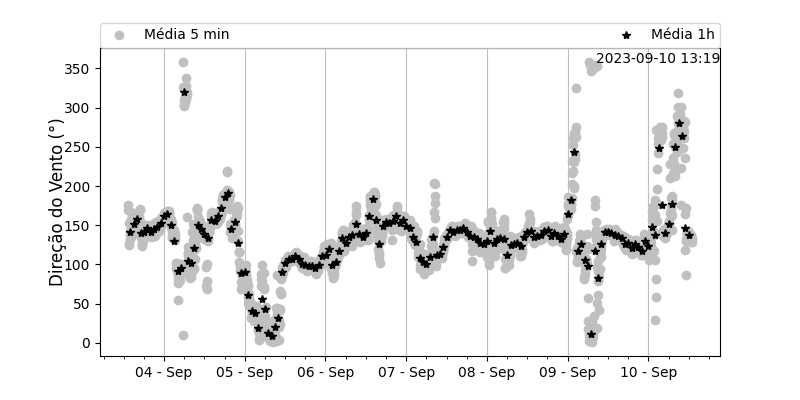 Média 5 min
Média 1h
2023-09-10 13:19
Direção do Vento (°)
350
300
250
200
150
100
50
0
04 - Sep
05 - Sep
06 - Sep
07 - Sep
08 - Sep
09 - Sep
10 - Sep